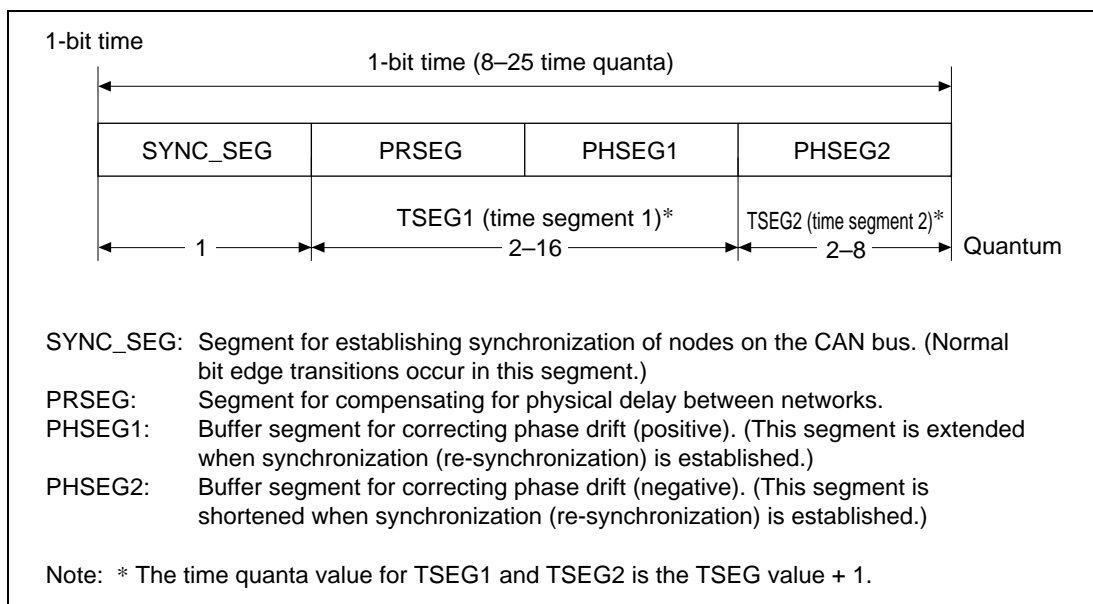 1-bit time
1-bit time (8–25 time quanta)
SYNC_SEG PRSEG PHSEG1 PHSEG2
TSEG1 (time segment 1)* TSEG2 (time segment 2)*
1 2–16 2–8 Quantum
SYNC_SEG: Segment for establishing synchronization of nodes on the CAN bus. (Normal
bit edge transitions occur in this segment.)
PRSEG: Segment for compensating for physical delay between networks.
PHSEG1: Buffer segment for correcting phase drift (positive). (This segment is extended
when synchronization (re-synchronization) is established.)
PHSEG2: Buffer segment for correcting phase drift (negative). (This segment is
shortened when synchronization (re-synchronization) is established.)
Note: * The time quanta value for TSEG1 and TSEG2 is the TSEG value + 1.